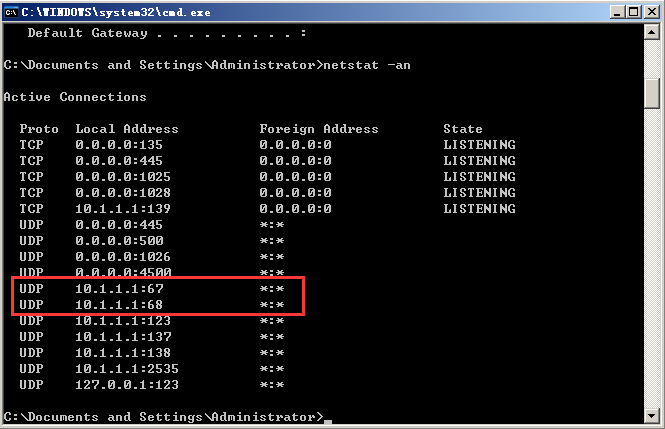 C:\WINDOWS\system32\cmd.exe
Default Gateway . . . . . . . . . :
C:\Documents and Settings\Administrator>netstat -an
Active Connections
Proto  Local Address          Foreign Address        State
TCP    0.0.0.0:135            0.0.0.0:0              LISTENING
TCP    0.0.0.0:445            0.0.0.0:0              LISTENING
TCP    0.0.0.0:1025           0.0.0.0:0              LISTENING
TCP    0.0.0.0:1028           0.0.0.0:0              LISTENING
TCP    10.1.1.1:139           0.0.0.0:0              LISTENING
UDP    0.0.0.0:445            *:*
UDP    0.0.0.0:500            *:*
UDP    0.0.0.0:1026           *:*
UDP    0.0.0.0:4500           *:*
UDP    10.1.1.1:67            *:*
UDP    10.1.1.1:68            *:*
UDP    10.1.1.1:123           *:*
UDP    10.1.1.1:137           *:*
UDP    10.1.1.1:138           *:*
UDP    10.1.1.1:2535          *:*
UDP    127.0.0.1:123          *:*
C:\Documents and Settings\Administrator>_